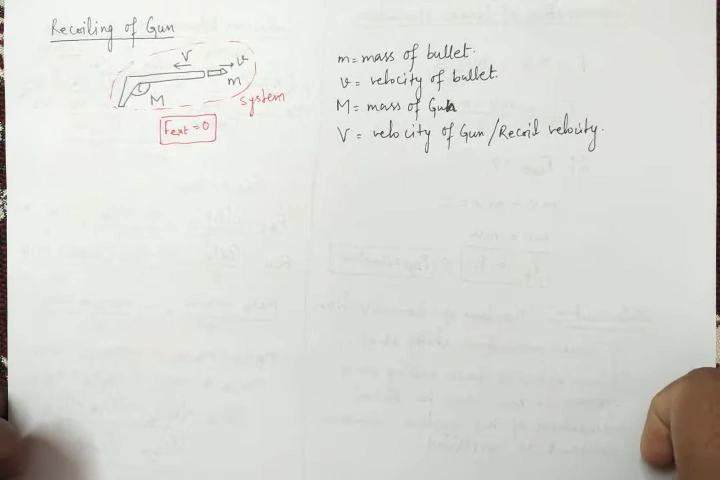 Recoiling of Gun
V
v
m
M
system
Fext = 0
m = mass of bullet.
v = velocity of bullet.
M = mass of Gun
V = velocity of Gun / Recoil velocity.